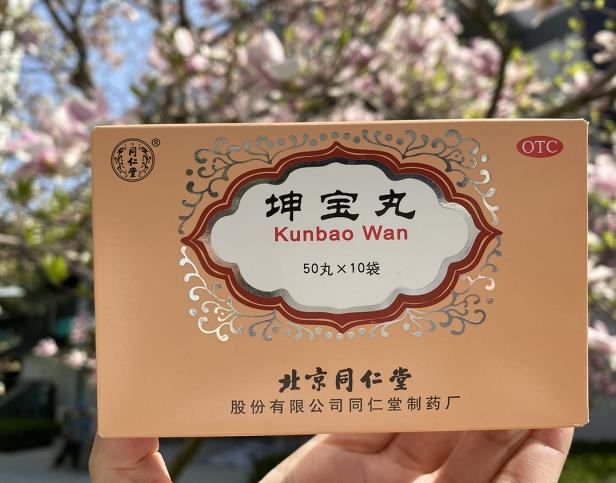 同仁堂
®
OTC
坤宝丸
Kunbao Wan
50丸×10袋
北京同仁堂
股份有限公司同仁堂制药厂